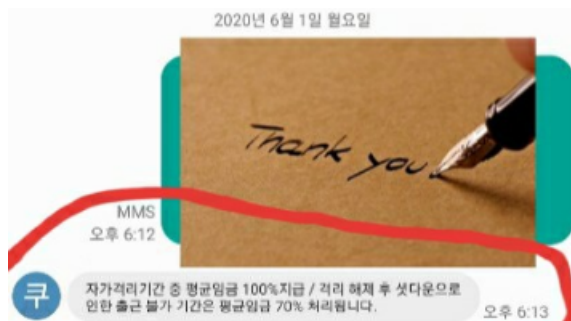 2020년 6월 1일 월요일
Thank you
MMS
오후 6:12
쿠
자가격리기간 중 평균임금 100%지급 / 격리 해제 후 셧다운으로
인한 출근 불가 기간은 평균임금 70% 처리됩니다.
오후 6:13